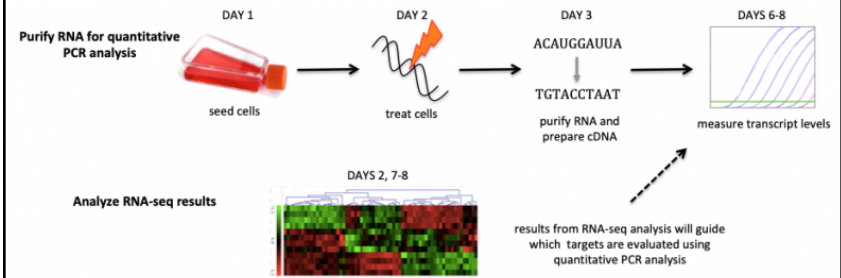 DAY 1
DAY 2
DAY 3
DAYS 6-8
Purify RNA for quantitative
PCR analysis
ACAUGGAUUA
TGTACCTAAT
seed cells
treat cells
purify RNA and
prepare cDNA
measure transcript levels
DAYS 2, 7-8
Analyze RNA-seq results
results from RNA-seq analysis will guide
which targets are evaluated using
quantitative PCR analysis